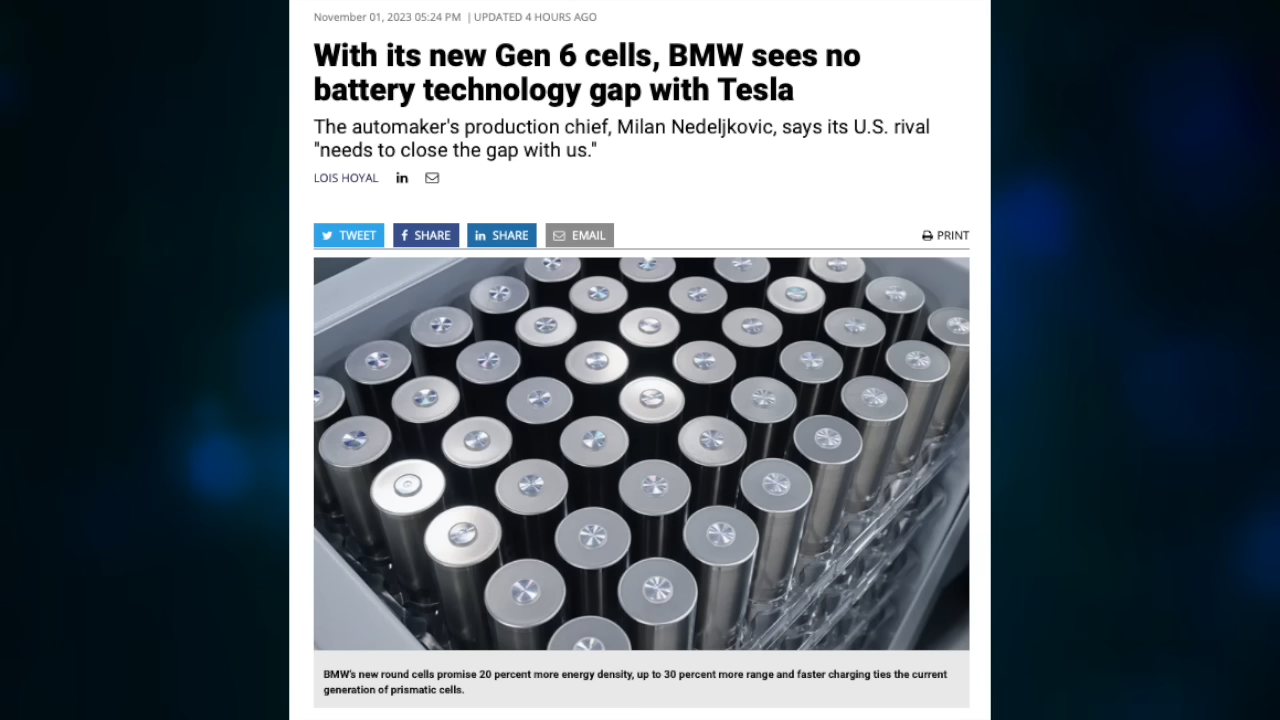 November 01, 2023 05:24 PM | UPDATED 4 HOURS AGO
With its new Gen 6 cells, BMW sees no
battery technology gap with Tesla
The automaker's production chief, Milan Nedeljkovic, says its U.S. rival
"needs to close the gap with us."
LOIS HOYAL in
TWEET f SHARE in SHARE EMAIL PRINT
BMW's new round cells promise 20 percent more energy density, up to 30 percent more range and faster charging ties the current
generation of prismatic cells.